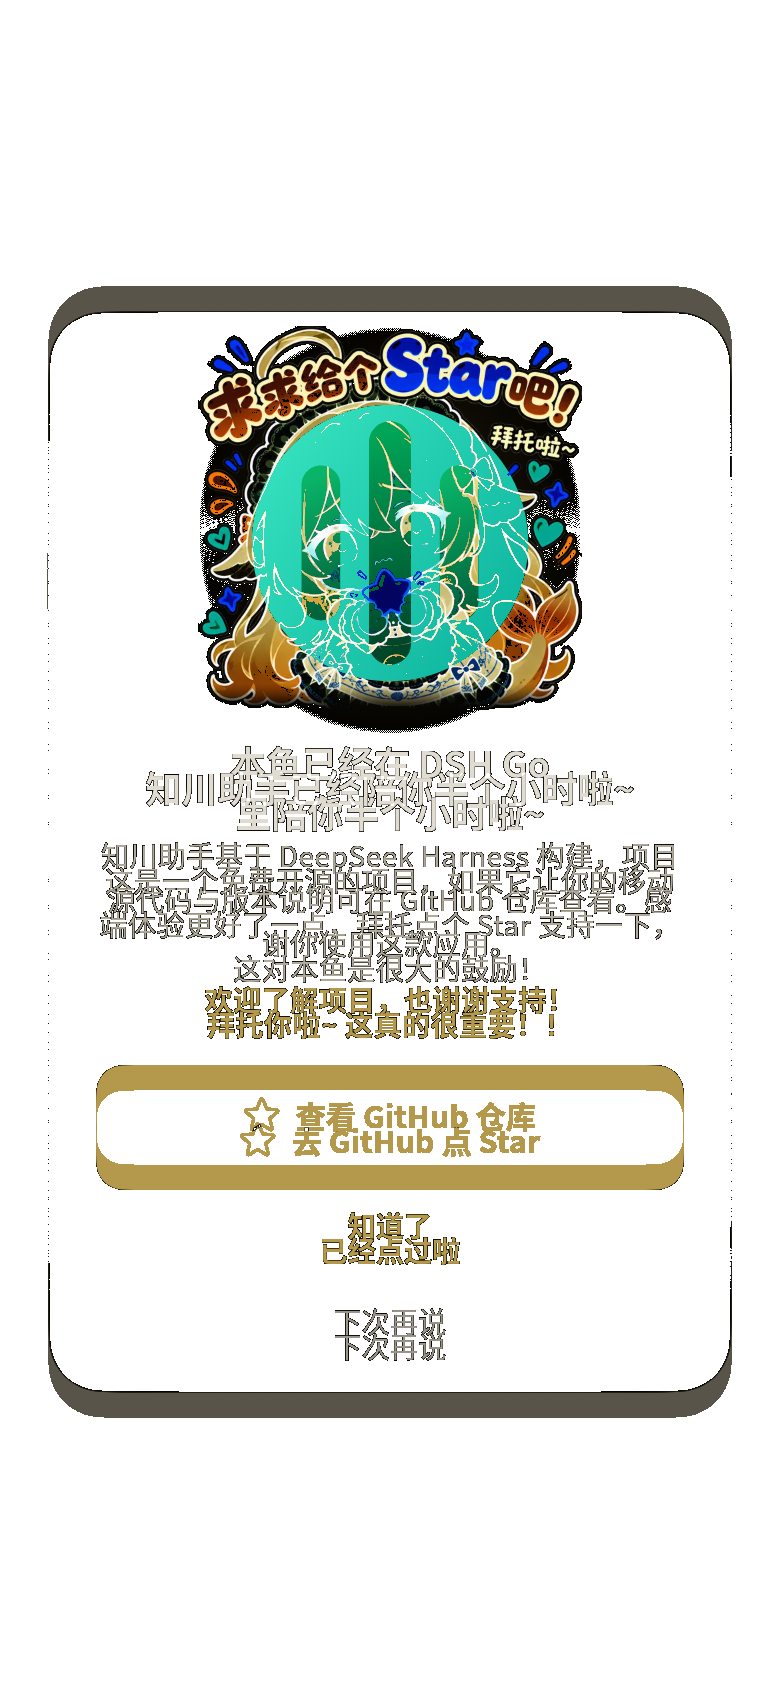 求求给个Star吧！
拜托啦~
本鱼已经在 DSH Go
知川助手已经陪你半个小时啦~
里陪你半个小时啦~
知川助手基于 DeepSeek Harness 构建，项目
这是一个免费开源的项目，如果它让你的移动
源代码与版本说明可在 GitHub 仓库查看。感
端体验更好了一点，拜托点个 Star 支持一下，
谢你使用这款应用。
这对本鱼是很大的鼓励！
欢迎了解项目，也谢谢支持！
拜托你啦~ 这真的很重要！！
查看 GitHub 仓库
去 GitHub 点 Star
知道了
已经点过啦
下次再说
下次再说